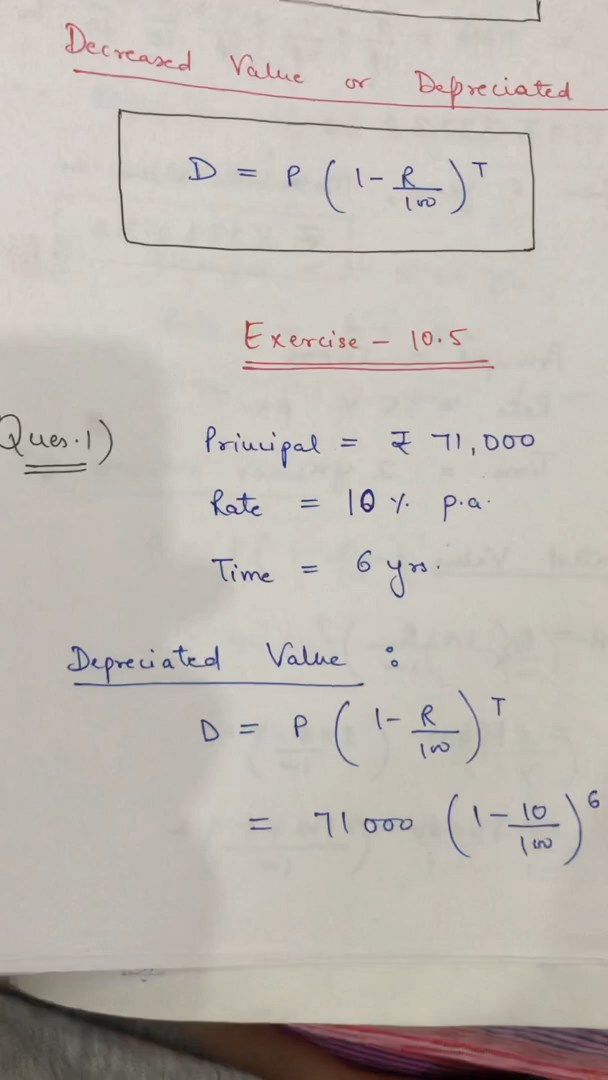 Decreased Value or Depreciated
D = P (1 - R/100)^T
Exercise - 10.5
Ques.1) Principal = ₹ 71,000
Rate = 10 % p.a.
Time = 6 yrs.
Depreciated Value :
D = P (1 - R/100)^T
= 71000 (1 - 10/100)^6